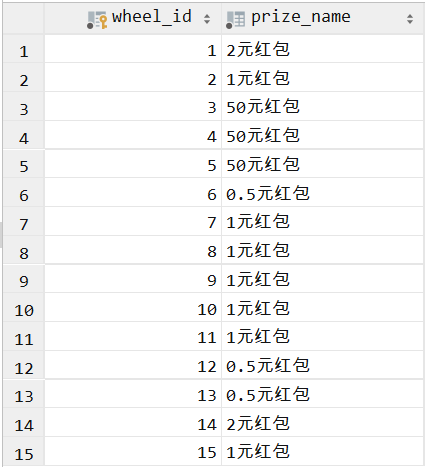 wheel_id prize_name
1 1 2元红包
2 2 1元红包
3 3 50元红包
4 4 50元红包
5 5 50元红包
6 6 0.5元红包
7 7 1元红包
8 8 1元红包
9 9 1元红包
10 10 1元红包
11 11 1元红包
12 12 0.5元红包
13 13 0.5元红包
14 14 2元红包
15 15 1元红包